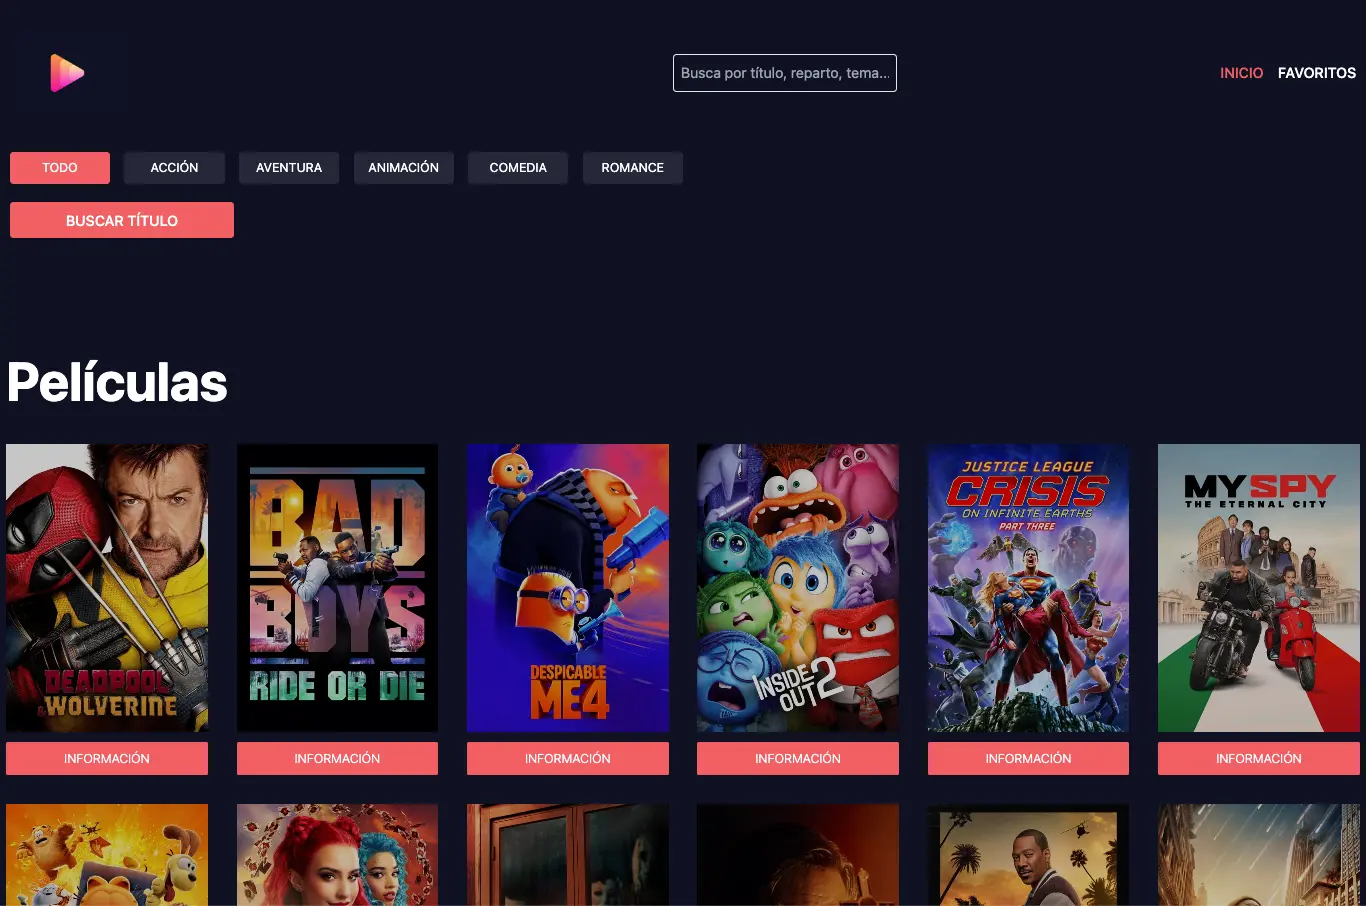 Busca por título, reparto, tema...
INICIO FAVORITOS
TODO ACCIÓN AVENTURA ANIMACIÓN COMEDIA ROMANCE
BUSCAR TÍTULO
Películas
DEADPOOL
& WOLVERINE
BAD
BOYS
RIDE OR DIE
DESPICABLE
ME4
INSIDE
OUT 2
JUSTICE LEAGUE
CRISIS
ON INFINITE EARTHS
PART THREE
MY SPY
THE ETERNAL CITY
INFORMACIÓN INFORMACIÓN INFORMACIÓN INFORMACIÓN INFORMACIÓN INFORMACIÓN